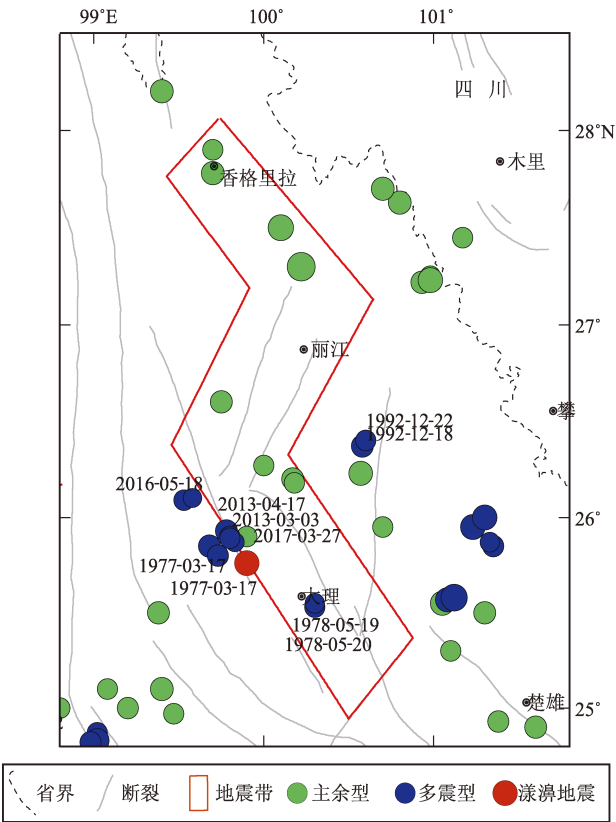 99°E
100°
101°
四 川
28°N
木里
香格里拉
27°
丽江
攀
1992-12-22
1992-12-18
2016-05-18
2013-04-17
26°
2013-03-03
2017-03-27
1977-03-17
1977-03-17
大理
1978-05-19
1978-05-20
楚雄
25°
省界 断裂 地震带 主余型 多震型 漾濞地震